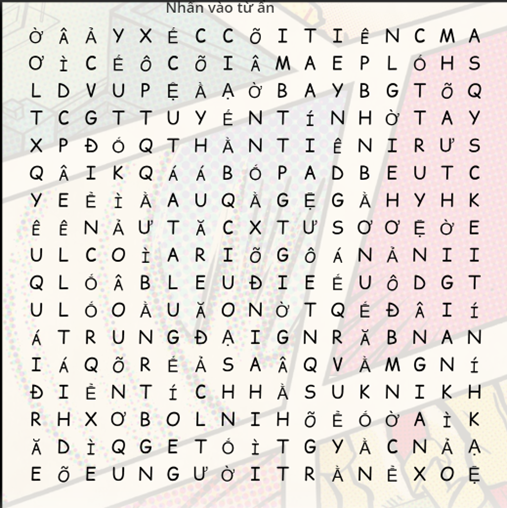 Nhấn vào từ ẩn
Ờ Â Ả Y X É C C Õ I T I Ê N C M A
Ơ Ì C É Ô C Õ I Â M A E P L Ó H S
L D V U P Ệ Ằ Ạ Ờ B A Y B G T Õ Q
T C G T T U Y Ế N T Í N H Ờ T A Y
X P Đ Ó Q T H Ầ N T I Ê N I R Ư S
Q Â I K Q Á Á B Ó P A D B E U T C
Y E È Ì Ầ A U Q Ằ G Ẹ G À H Y H K
Ê Ê N À Ư T Ă C X T Ư S Ơ Ơ Ệ Ờ E
U L C O Ì A R I Õ G Ô Á N Ả N I I
Q L Ó Â B L E U Đ I E É U Ô D G T
U L Ó O Ầ U Ă O N Ờ T Q Ẻ Đ Â I Í
Á T R U N G Đ Ạ I G N R Ă B N A N
I Á Q Õ R É Ả S A Â Q V Ằ M G N Í
Đ I Ể N T Í C H H Ằ S U K N I K H
R H X Ơ B O L N I H Õ Ẻ Ó Ờ A Ì K
Ă D Ì Q G E T Ó Ì T G Y Ằ C N Ả Ạ
E Õ E U N G Ư Ờ I T R Ầ N Ẻ X O Ệ